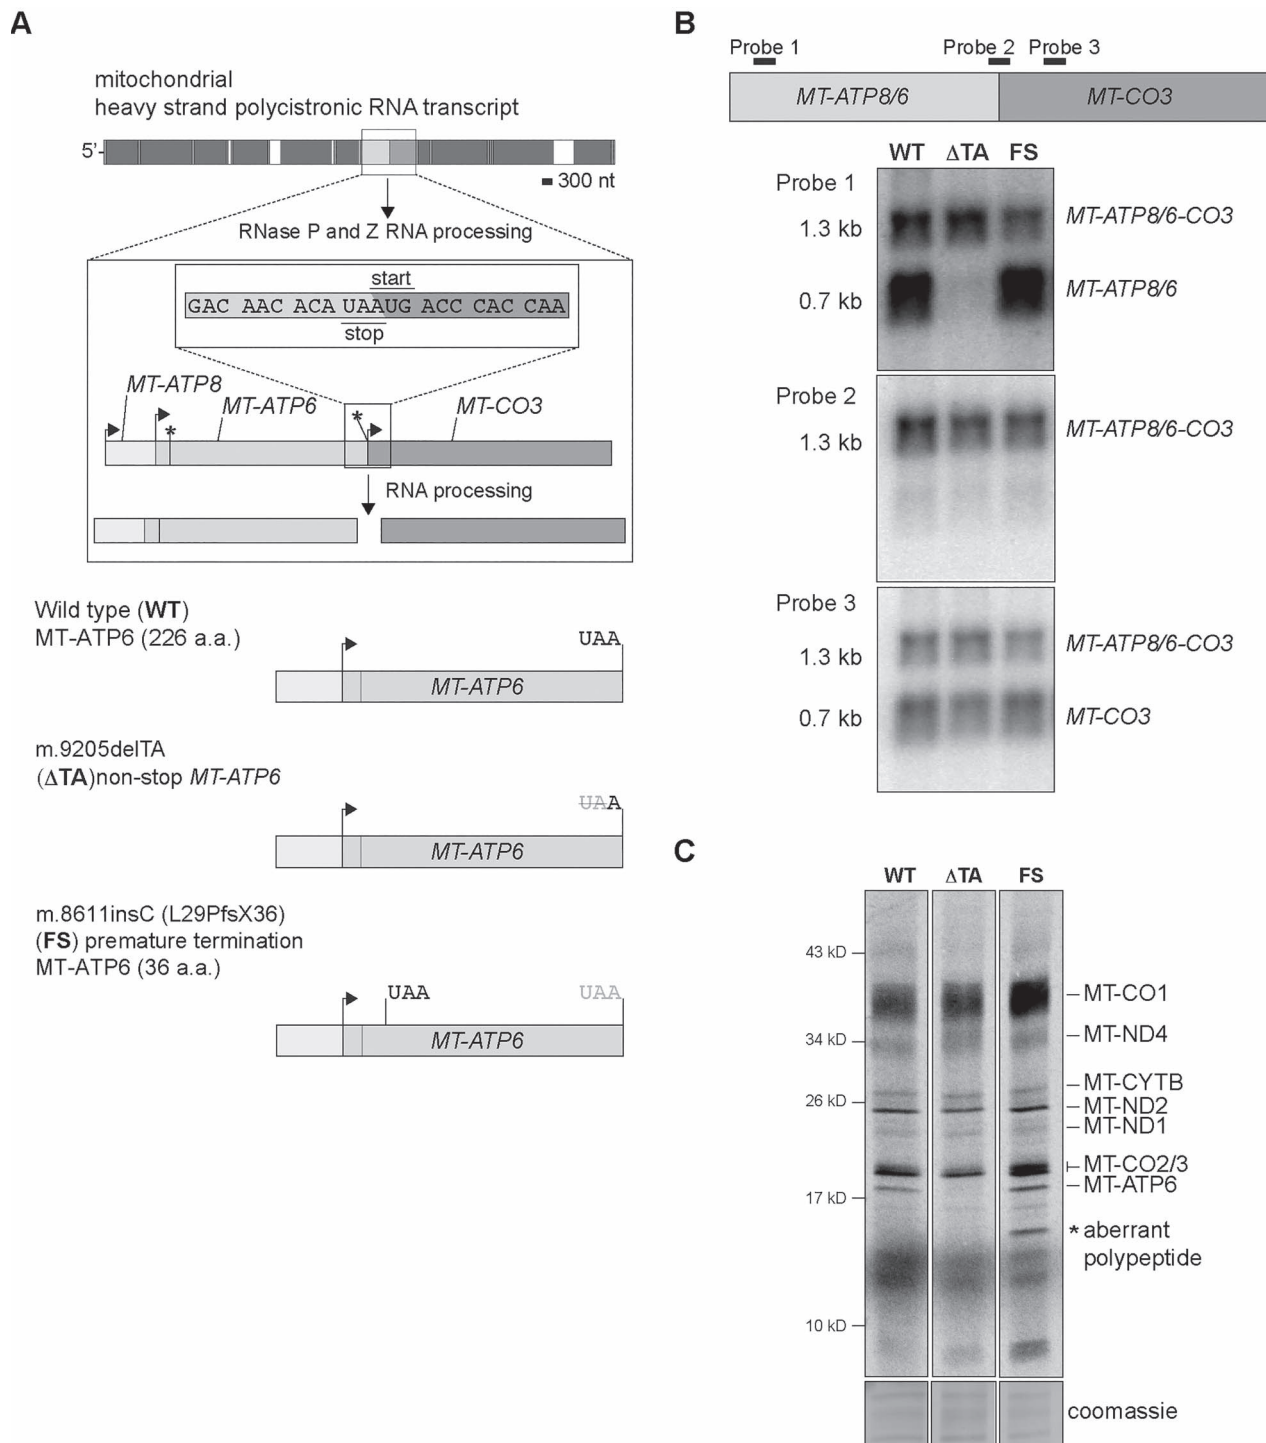 A
mitochondrial
heavy strand polycistronic RNA transcript
5'-
300 nt
RNase P and Z RNA processing
start
GAC AAC ACA UAAUG ACC CAC CAA
stop
MT-ATP8
MT-ATP6
*
MT-CO3
*
RNA processing
Wild type (WT)
MT-ATP6 (226 a.a.)
UAA
MT-ATP6
m.9205delTA
(ΔTA)non-stop MT-ATP6
UAA
MT-ATP6
m.8611insC (L29PfsX36)
(FS) premature termination
MT-ATP6 (36 a.a.)
UAA
UAA
MT-ATP6
B
Probe 1
Probe 2
Probe 3
MT-ATP8/6
MT-CO3
WT ΔTA FS
Probe 1
1.3 kb
MT-ATP8/6-CO3
0.7 kb
MT-ATP8/6
Probe 2
1.3 kb
MT-ATP8/6-CO3
Probe 3
1.3 kb
MT-ATP8/6-CO3
0.7 kb
MT-CO3
C
WT ΔTA FS
43 kD
MT-CO1
34 kD
MT-ND4
MT-CYTB
26 kD
MT-ND2
MT-ND1
MT-CO2/3
MT-ATP6
17 kD
* aberrant
polypeptide
10 kD
coomassie